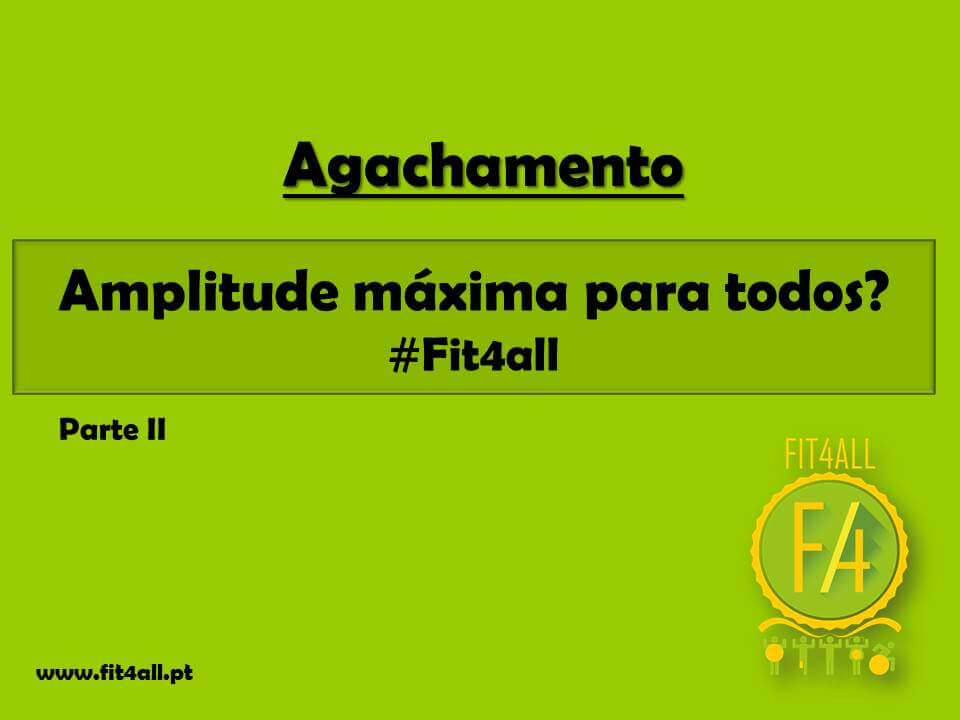 Agachamento
Amplitude máxima para todos?
#Fit4all
Parte II
FIT4ALL
F4
www.fit4all.pt